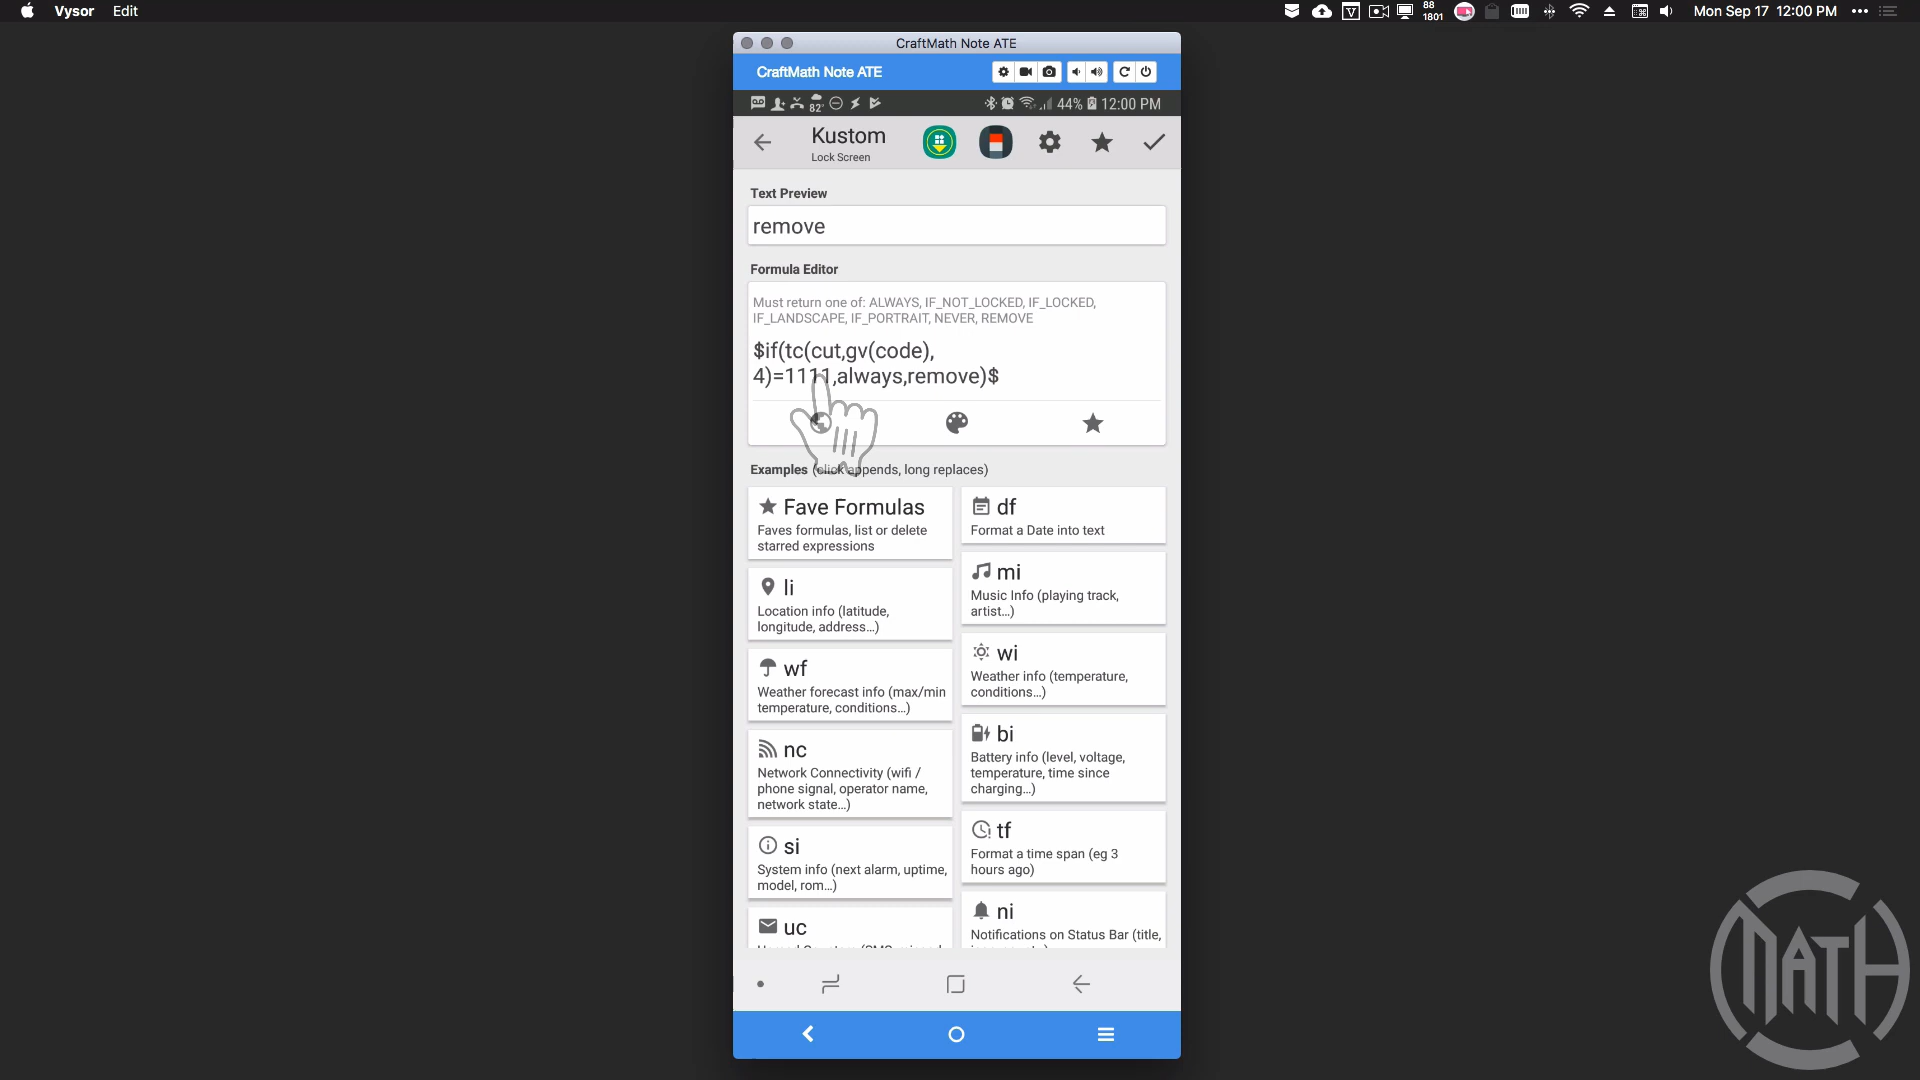 Vysor Edit
88
1801
Mon Sep 17 12:00 PM
CraftMath Note ATE
CraftMath Note ATE
82° 44% 12:00 PM
Kustom
Lock Screen
Text Preview
remove
Formula Editor
Must return one of: ALWAYS, IF_NOT_LOCKED, IF_LOCKED,
IF_LANDSCAPE, IF_PORTRAIT, NEVER, REMOVE
$if(tc(cut,gv(code),
4)=1111,always,remove)$
Examples (click appends, long replaces)
Fave Formulas
Faves formulas, list or delete
starred expressions
df
Format a Date into text
li
Location info (latitude,
longitude, address...)
mi
Music Info (playing track,
artist...)
wf
Weather forecast info (max/min
temperature, conditions...)
wi
Weather info (temperature,
conditions...)
nc
Network Connectivity (wifi /
phone signal, operator name,
network state...)
bi
Battery info (level, voltage,
temperature, time since
charging...)
si
System info (next alarm, uptime,
model, rom...)
tf
Format a time span (eg 3
hours ago)
uc
ni
Notifications on Status Bar (title,
MATH